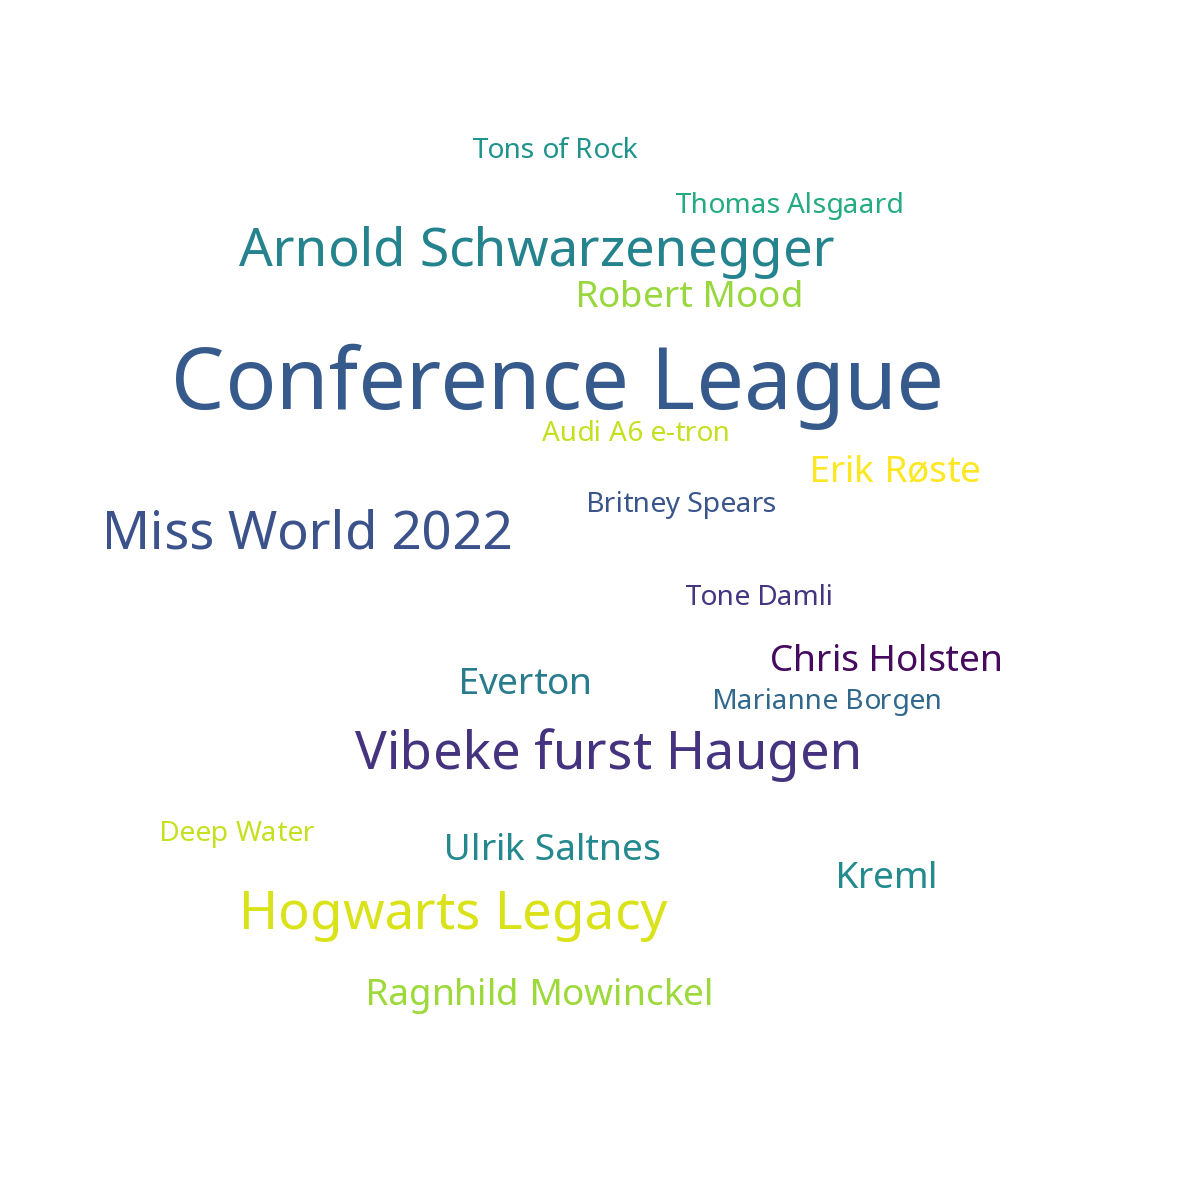 Tons of Rock
Thomas Alsgaard
Arnold Schwarzenegger
Robert Mood
Conference League
Audi A6 e-tron
Erik Røste
Britney Spears
Miss World 2022
Tone Damli
Chris Holsten
Everton
Marianne Borgen
Vibeke furst Haugen
Deep Water
Ulrik Saltnes
Kreml
Hogwarts Legacy
Ragnhild Mowinckel